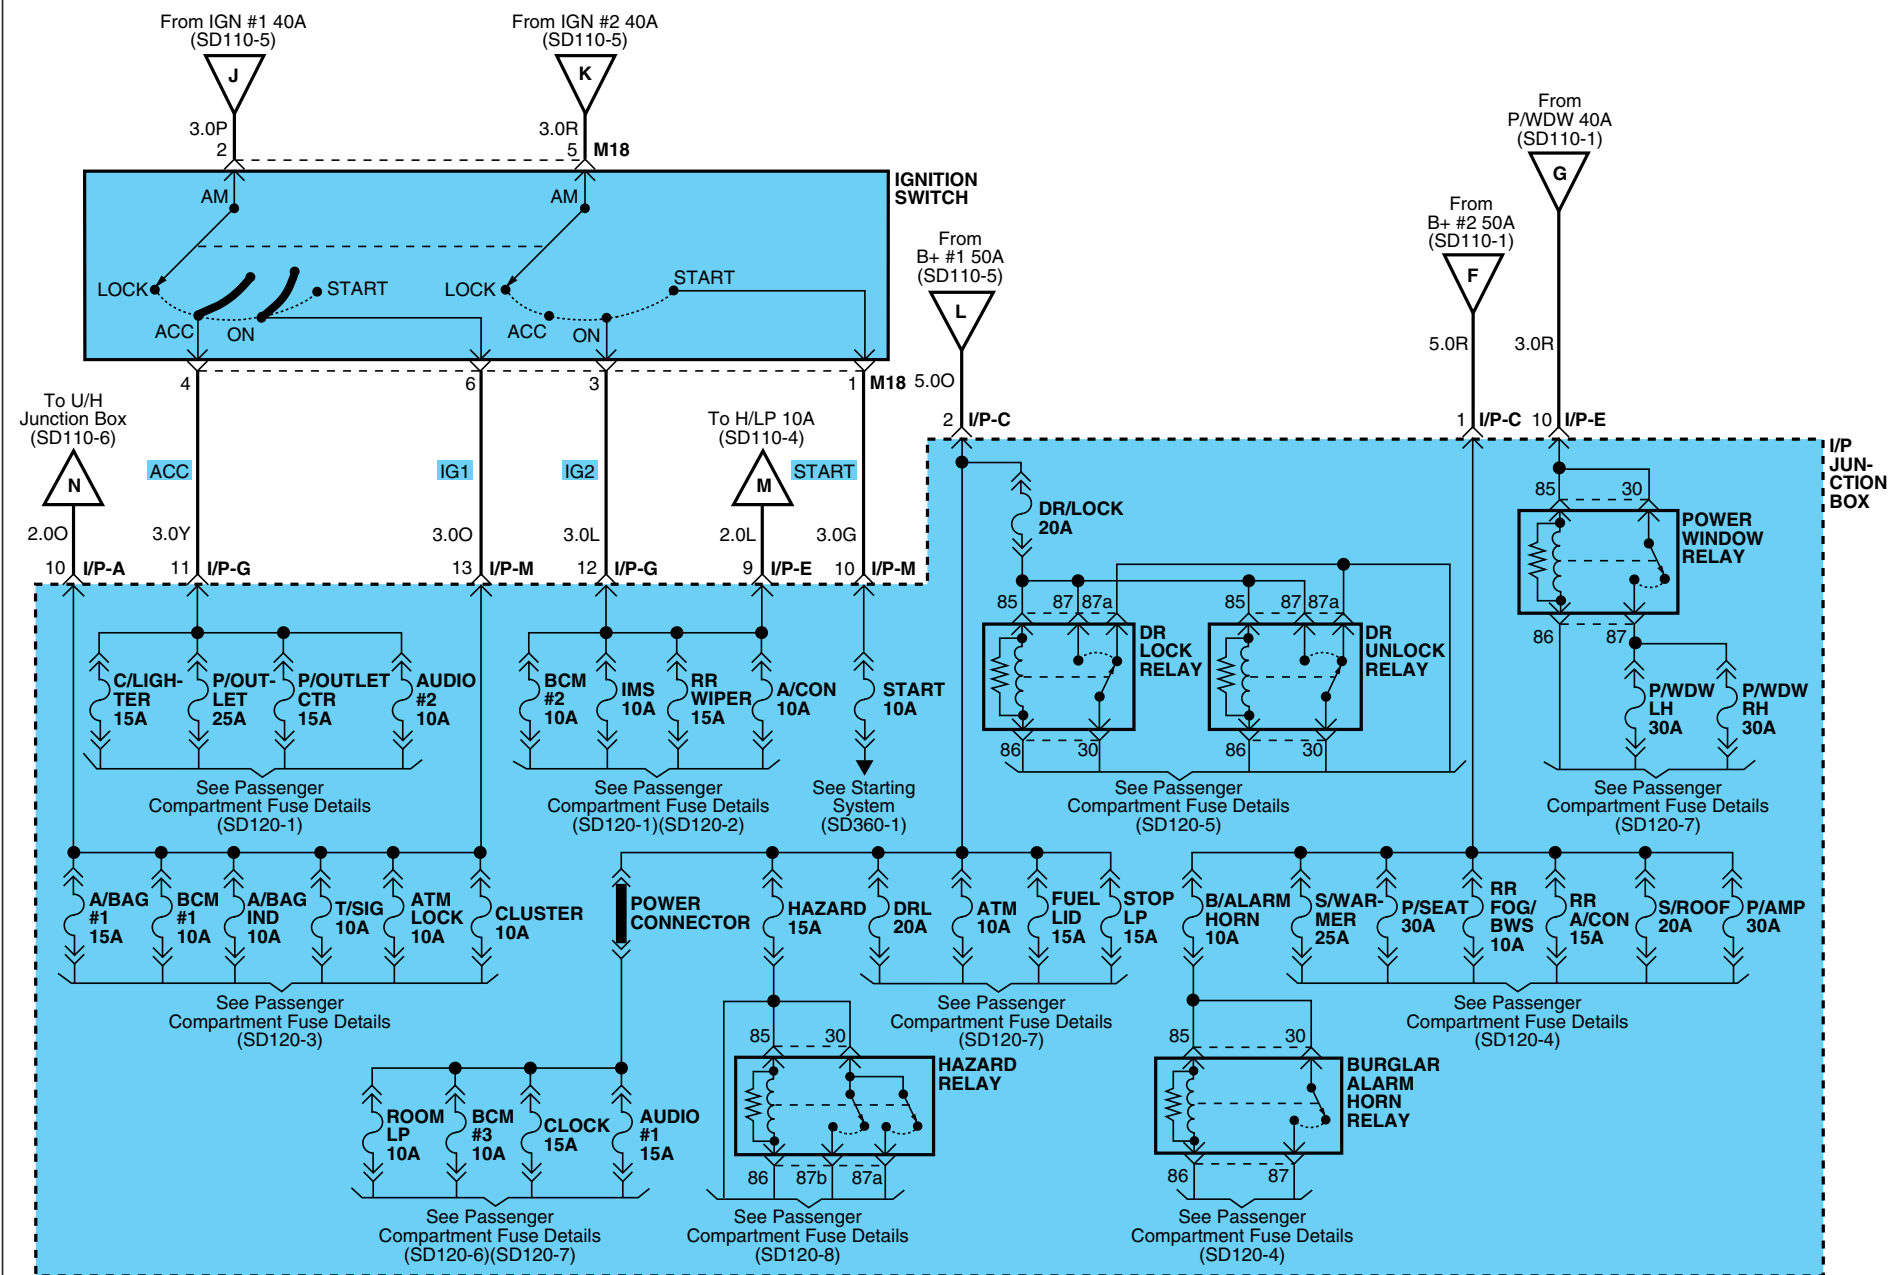 From IGN #1 40A
(SD110-5)
J
3.0P
2
From IGN #2 40A
(SD110-5)
K
3.0R
5 M18
IGNITION
SWITCH
AM
LOCK
ACC
ON
START
AM
LOCK
ACC
ON
START
4
6
3
1 M18
From
B+ #1 50A
(SD110-5)
L
5.0O
2 I/P-C
From
B+ #2 50A
(SD110-1)
F
5.0R
1 I/P-C
From
P/WDW 40A
(SD110-1)
G
3.0R
10 I/P-E
To U/H
Junction Box
(SD110-6)
N
2.0O
10 I/P-A
ACC
3.0Y
11 I/P-G
IG1
3.0O
13 I/P-M
IG2
3.0L
12 I/P-G
To H/LP 10A
(SD110-4)
M
2.0L
9 I/P-E
START
3.0G
10 I/P-M
I/P
JUN-
CTION
BOX
C/LIGH-
TER
15A
P/OUT-
LET
25A
P/OUTLET
CTR
15A
AUDIO
#2
10A
See Passenger
Compartment Fuse Details
(SD120-1)
BCM
#2
10A
IMS
10A
RR
WIPER
15A
A/CON
10A
See Passenger
Compartment Fuse Details
(SD120-1)(SD120-2)
START
10A
See Starting
System
(SD360-1)
DR/LOCK
20A
85
87
87a
DR
LOCK
RELAY
86
30
85
87
87a
DR
UNLOCK
RELAY
86
30
See Passenger
Compartment Fuse Details
(SD120-5)
85
30
POWER
WINDOW
RELAY
86
87
P/WDW
LH
30A
P/WDW
RH
30A
See Passenger
Compartment Fuse Details
(SD120-7)
A/BAG
#1
15A
BCM
#1
10A
A/BAG
IND
10A
T/SIG
10A
ATM
LOCK
10A
CLUSTER
10A
See Passenger
Compartment Fuse Details
(SD120-3)
POWER
CONNECTOR
HAZARD
15A
DRL
20A
ATM
10A
FUEL
LID
15A
STOP
LP
15A
See Passenger
Compartment Fuse Details
(SD120-7)
B/ALARM
HORN
10A
S/WAR-
MER
25A
P/SEAT
30A
RR
FOG/
BWS
10A
RR
A/CON
15A
S/ROOF
20A
P/AMP
30A
See Passenger
Compartment Fuse Details
(SD120-4)
ROOM
LP
10A
BCM
#3
10A
CLOCK
15A
AUDIO
#1
15A
See Passenger
Compartment Fuse Details
(SD120-6)(SD120-7)
85
30
HAZARD
RELAY
86
87b
87a
See Passenger
Compartment Fuse Details
(SD120-8)
85
30
BURGLAR
ALARM
HORN
RELAY
86
87
See Passenger
Compartment Fuse Details
(SD120-4)